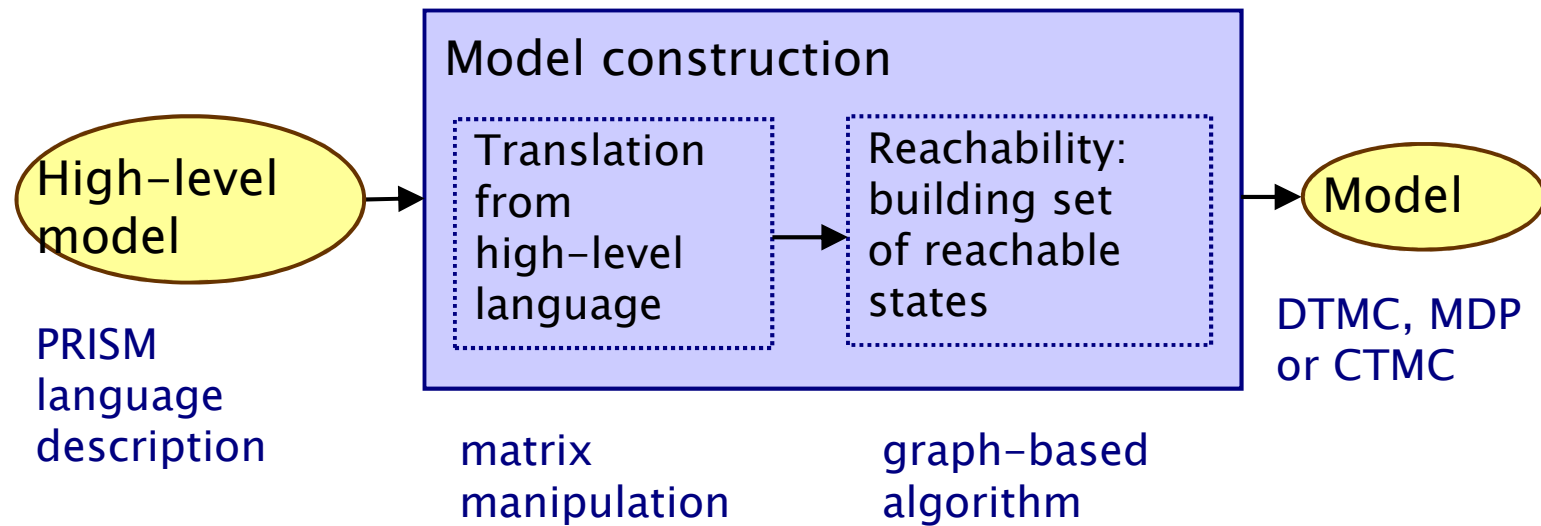 Model construction
High-level
model
Translation
from
high-level
language
Reachability:
building set
of reachable
states
Model
PRISM
language
description
matrix
manipulation
graph-based
algorithm
DTMC, MDP
or CTMC